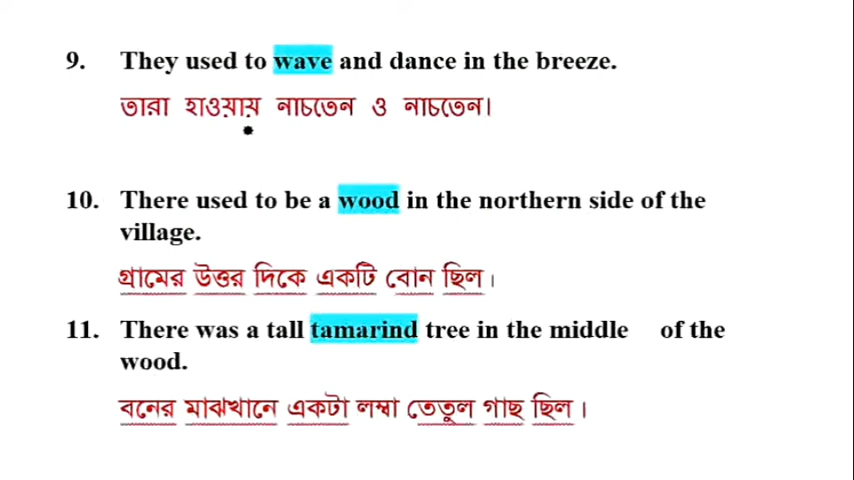 9. They used to wave and dance in the breeze.
তারা হাওয়ায় নাচতেন ও নাচতেন।
10. There used to be a wood in the northern side of the
village.
গ্রামের উত্তর দিকে একটি বোন ছিল।
11. There was a tall tamarind tree in the middle of the
wood.
বনের মাঝখানে একটা লম্বা তেতুল গাছ ছিল।